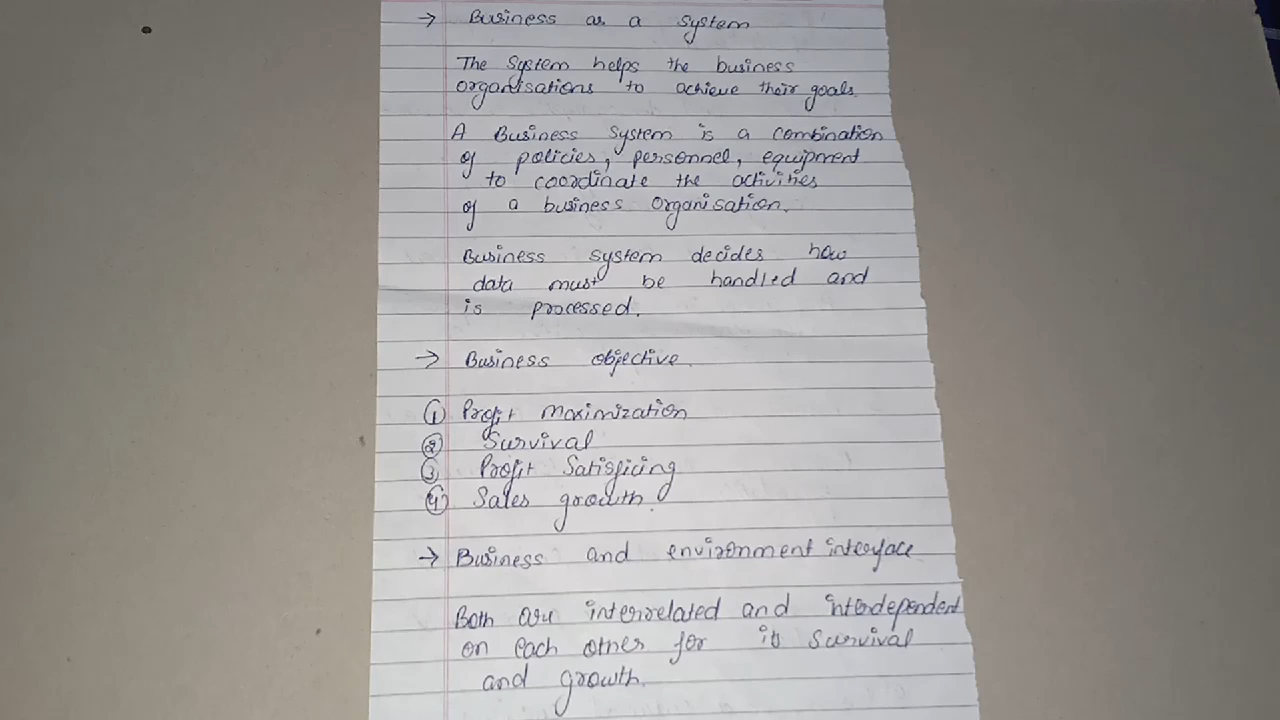 → Business as a System
The System helps the business
organisations to achieve their goals.
A Business System is a combination
of policies, personnel, equipment
to coordinate the activities
of a business organisation.
Business system decides how
data must be handled and
is processed.
→ Business objective.
① Profit maximization
② Survival
③ Profit Satisficing
④ Sales growth.
→ Business and environment interface
Both are interrelated and interdependent
on each other for its Survival
and growth.